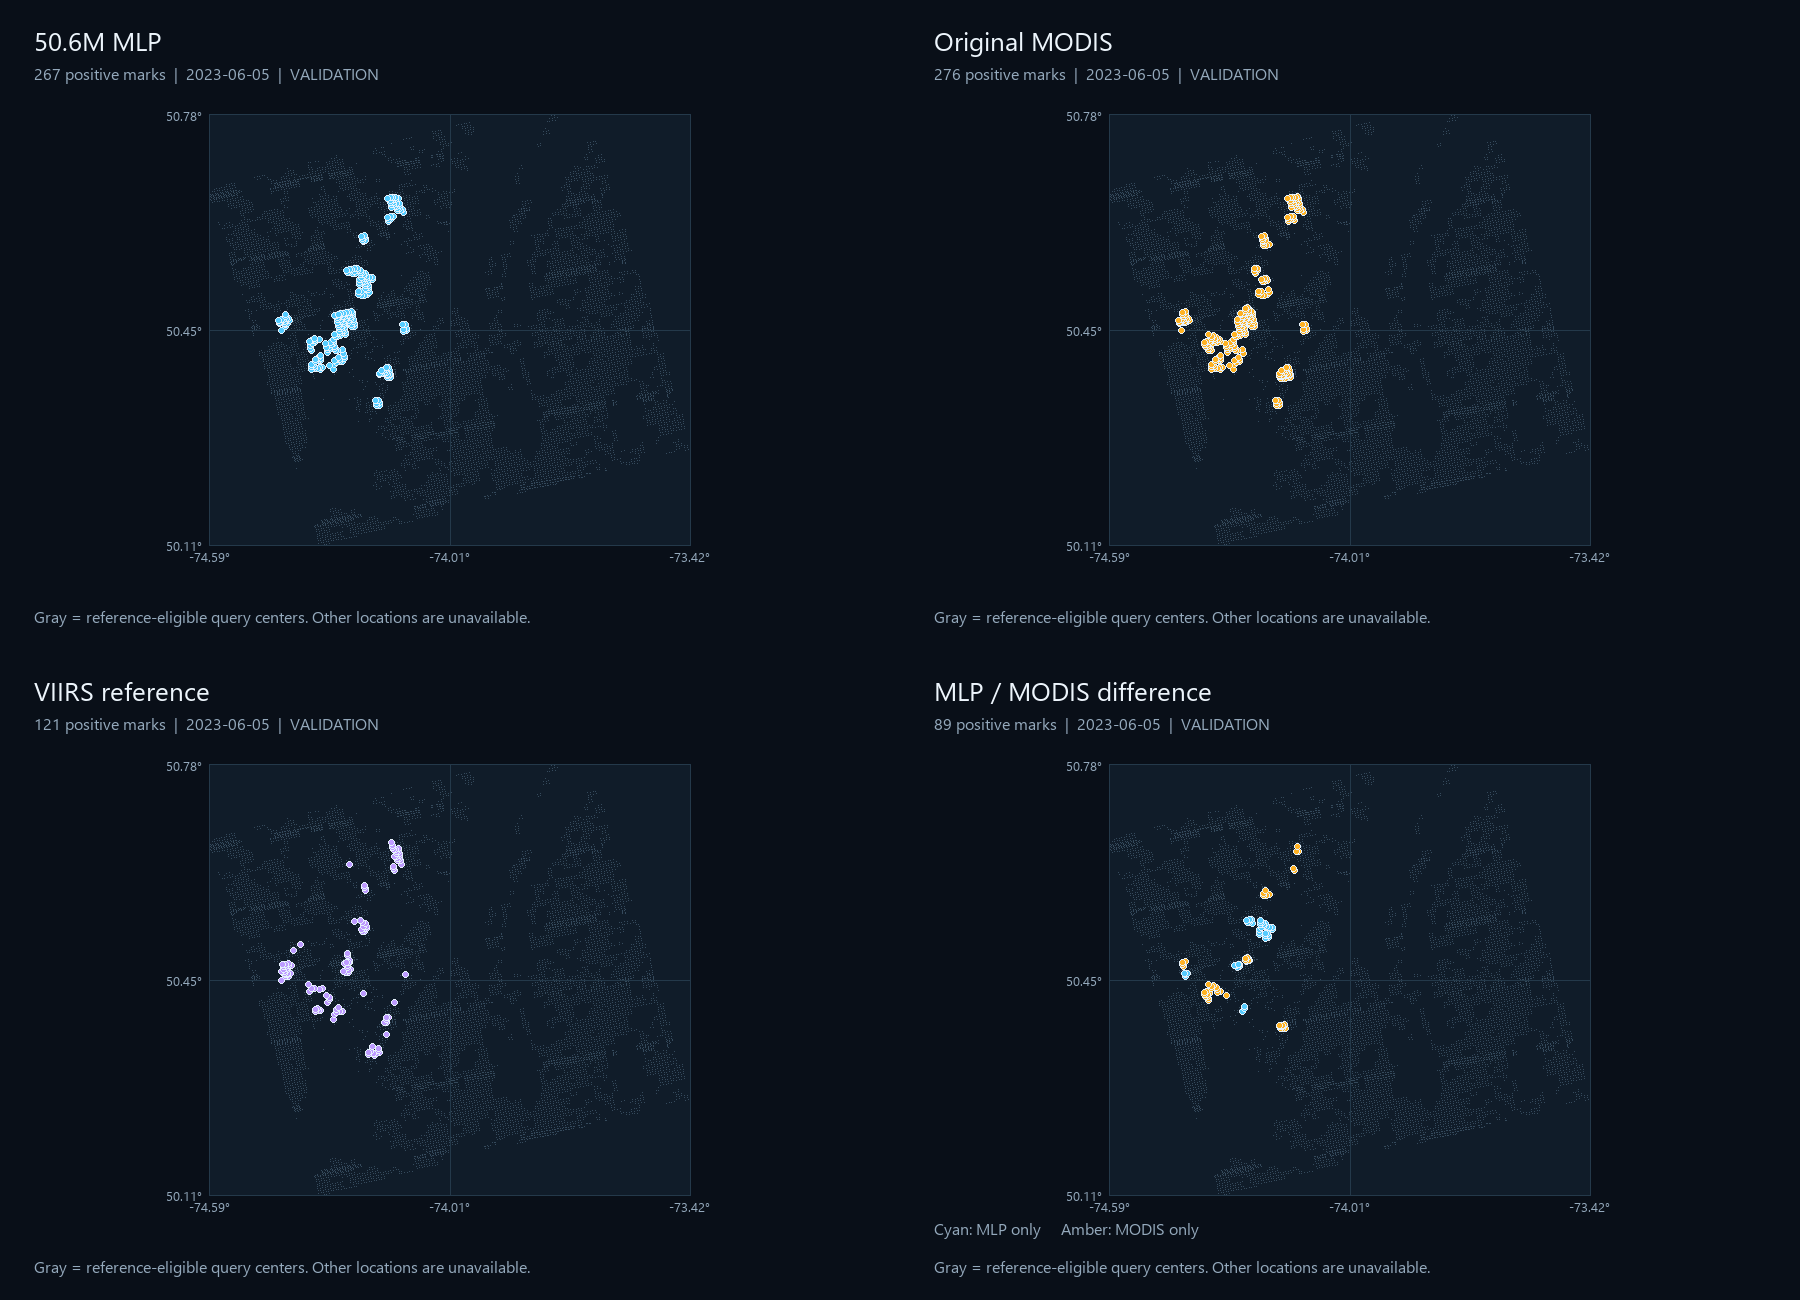 50.6M MLP
267 positive marks | 2023-06-05 | VALIDATION
50.78°
50.45°
50.11°
-74.59°
-74.01°
-73.42°
Gray = reference-eligible query centers. Other locations are unavailable.
Original MODIS
276 positive marks | 2023-06-05 | VALIDATION
50.78°
50.45°
50.11°
-74.59°
-74.01°
-73.42°
Gray = reference-eligible query centers. Other locations are unavailable.
VIIRS reference
121 positive marks | 2023-06-05 | VALIDATION
50.78°
50.45°
50.11°
-74.59°
-74.01°
-73.42°
Gray = reference-eligible query centers. Other locations are unavailable.
MLP / MODIS difference
89 positive marks | 2023-06-05 | VALIDATION
50.78°
50.45°
50.11°
-74.59°
-74.01°
-73.42°
Cyan: MLP only Amber: MODIS only
Gray = reference-eligible query centers. Other locations are unavailable.